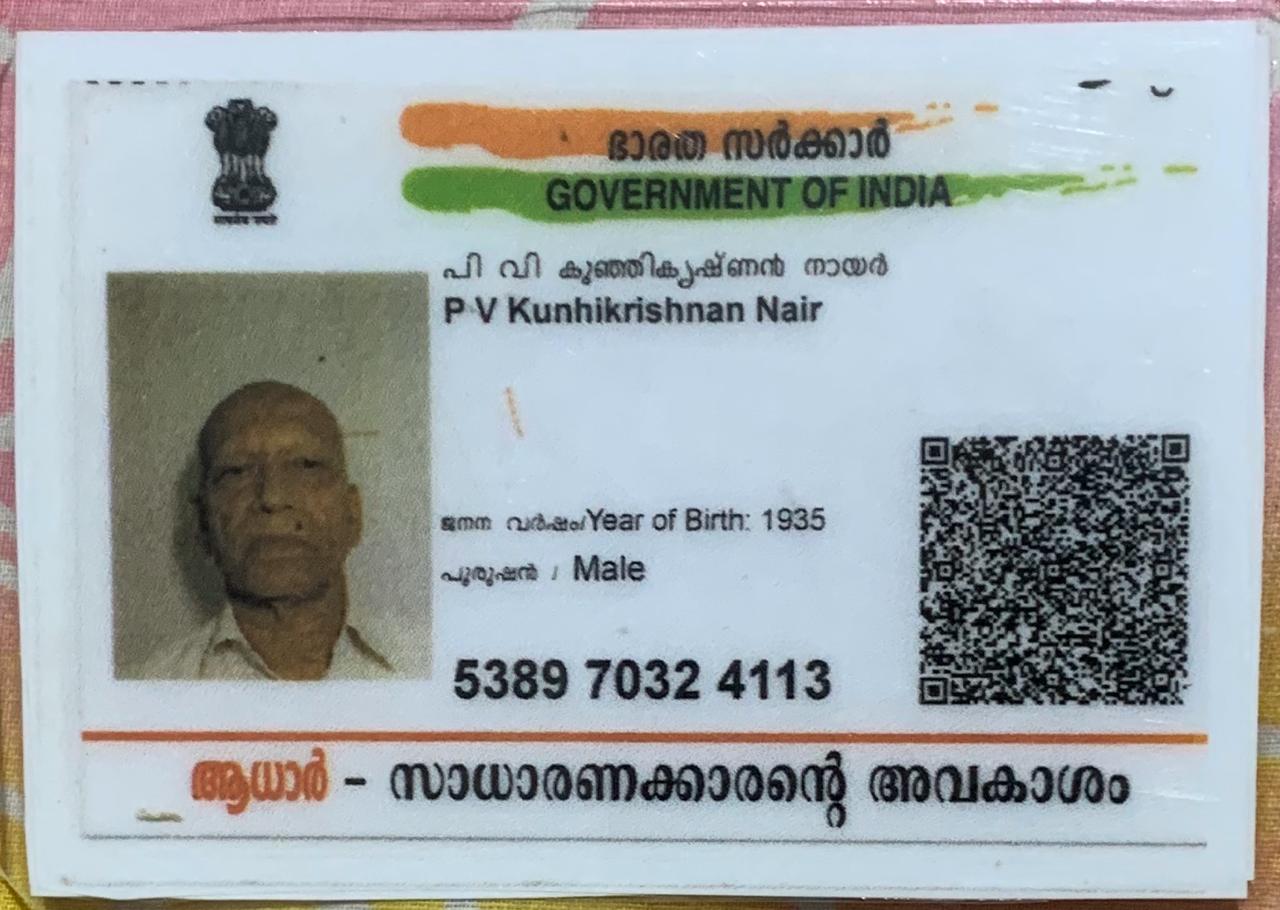 ഭാരത സർക്കാർ
GOVERNMENT OF INDIA
പി വി കുഞ്ഞികൃഷ്ണൻ നായർ
P V Kunhikrishnan Nair
ജനന വർഷം/Year of Birth: 1935
പുരുഷൻ / Male
5389 7032 4113
ആധാർ - സാധാരണക്കാരന്റെ അവകാശം